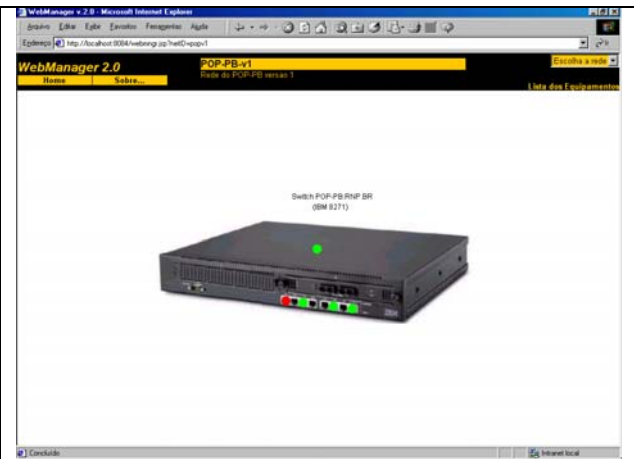 WebManager v.2.0 - Microsoft Internet Explorer
Arquivo Editar Exibir Favoritos Ferramentas Ajuda
Endereço http://localhost:8084/webmngr.jsp?netID=popv1
WebManager 2.0
POP-PB-v1
Escolha a rede
Home Sobre...
Rede do POP-PB versao 1
Lista dos Equipamentos
Switch POP-PB.RNP.BR
(IBM 8271)
IBM
Concluído
Intranet local